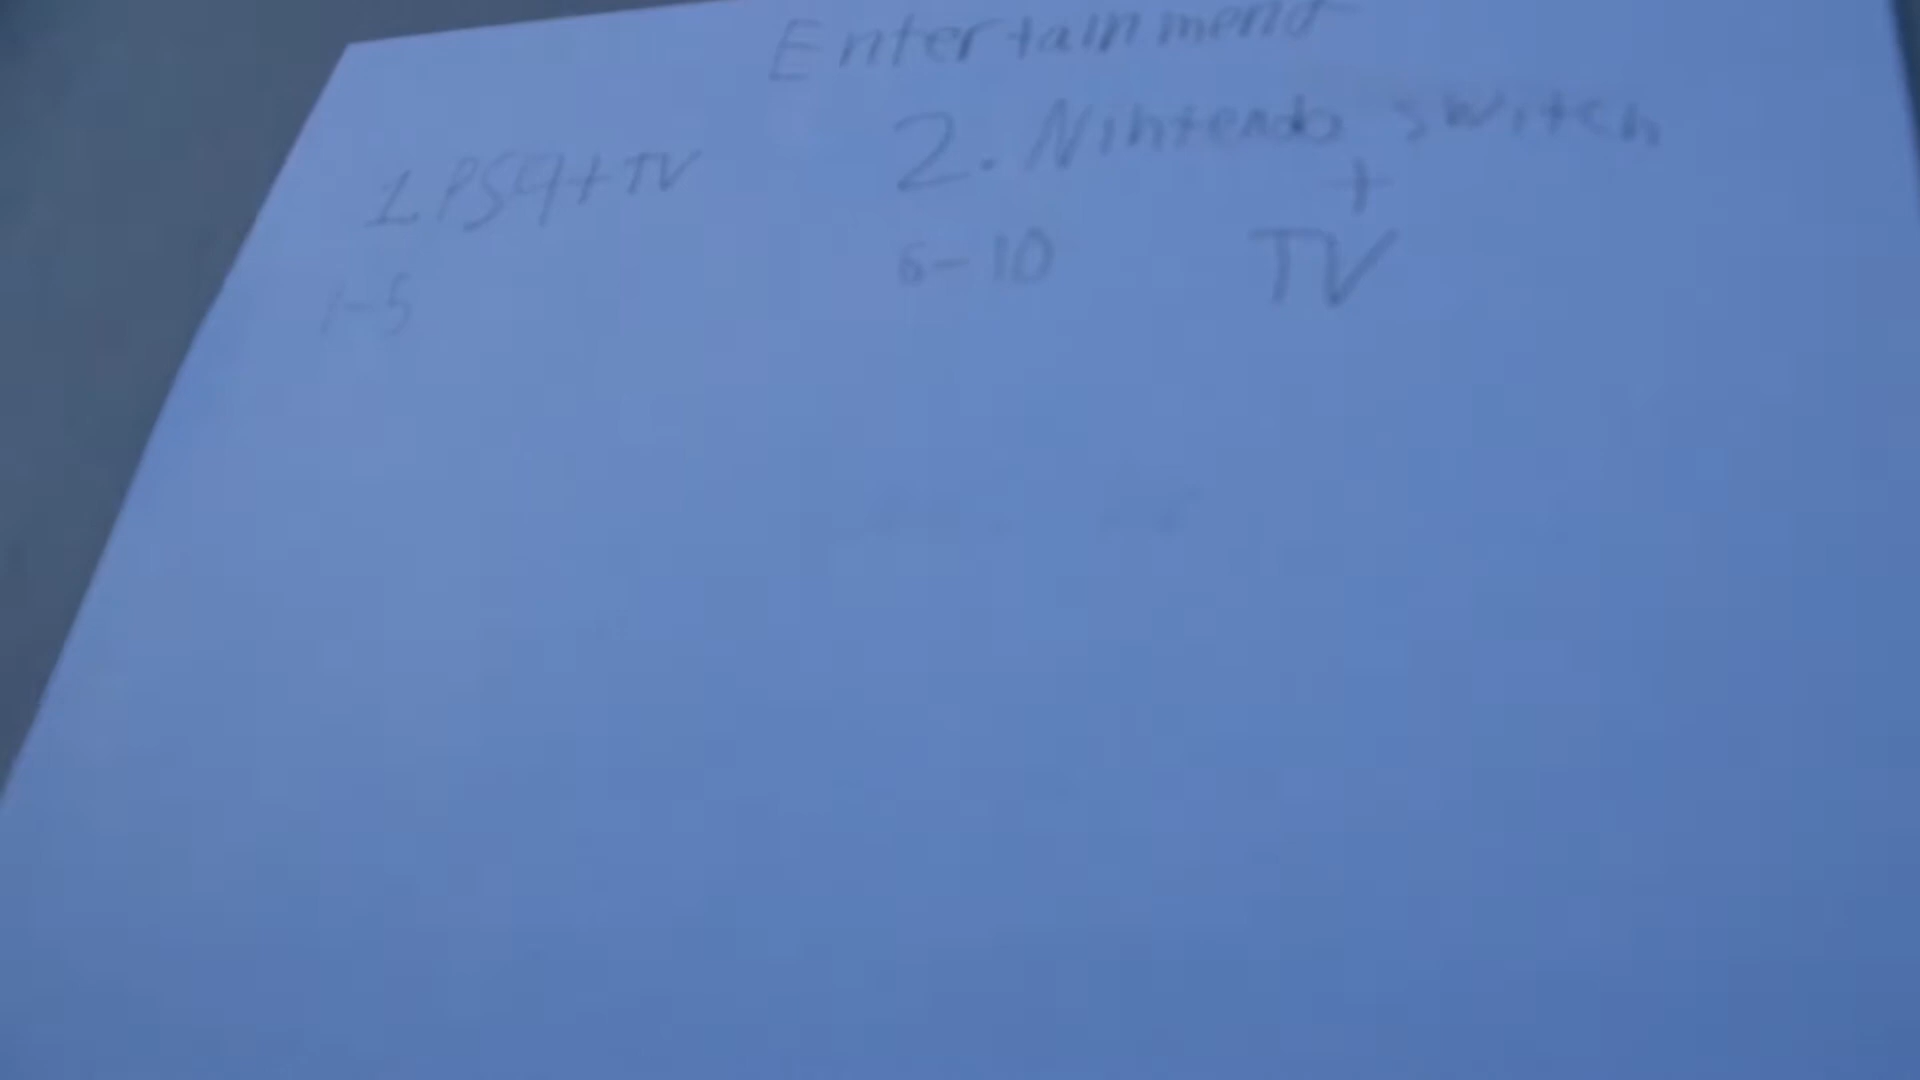 Entertainment
1. PS4+TV
1-5
2. Nintendo switch
+
TV
6-10